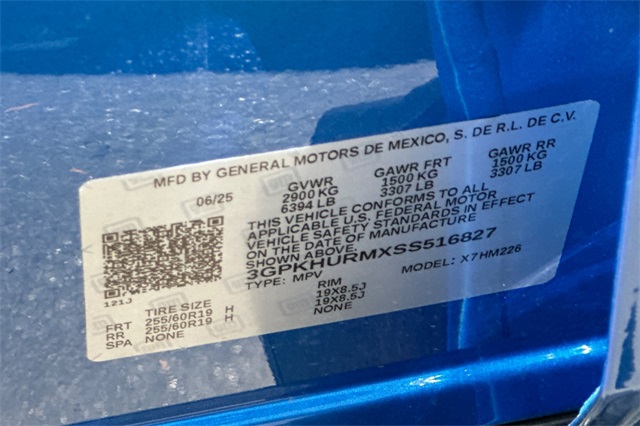 MFD BY GENERAL MOTORS DE MEXICO, S. DE R.L. DE C.V.
06/25 GVWR GAWR FRT GAWR RR
2900 KG 1500 KG 1500 KG
6394 LB 3307 LB 3307 LB
THIS VEHICLE CONFORMS TO ALL
APPLICABLE U.S. FEDERAL MOTOR
VEHICLE SAFETY STANDARDS IN EFFECT
ON THE DATE OF MANUFACTURE
SHOWN ABOVE.
3GPKHURMXSS516827
TYPE: MPV MODEL: X7HM226
121J
TIRE SIZE RIM
FRT 255/60R19 H 19X8.5J
RR 255/60R19 H 19X8.5J
SPA NONE NONE